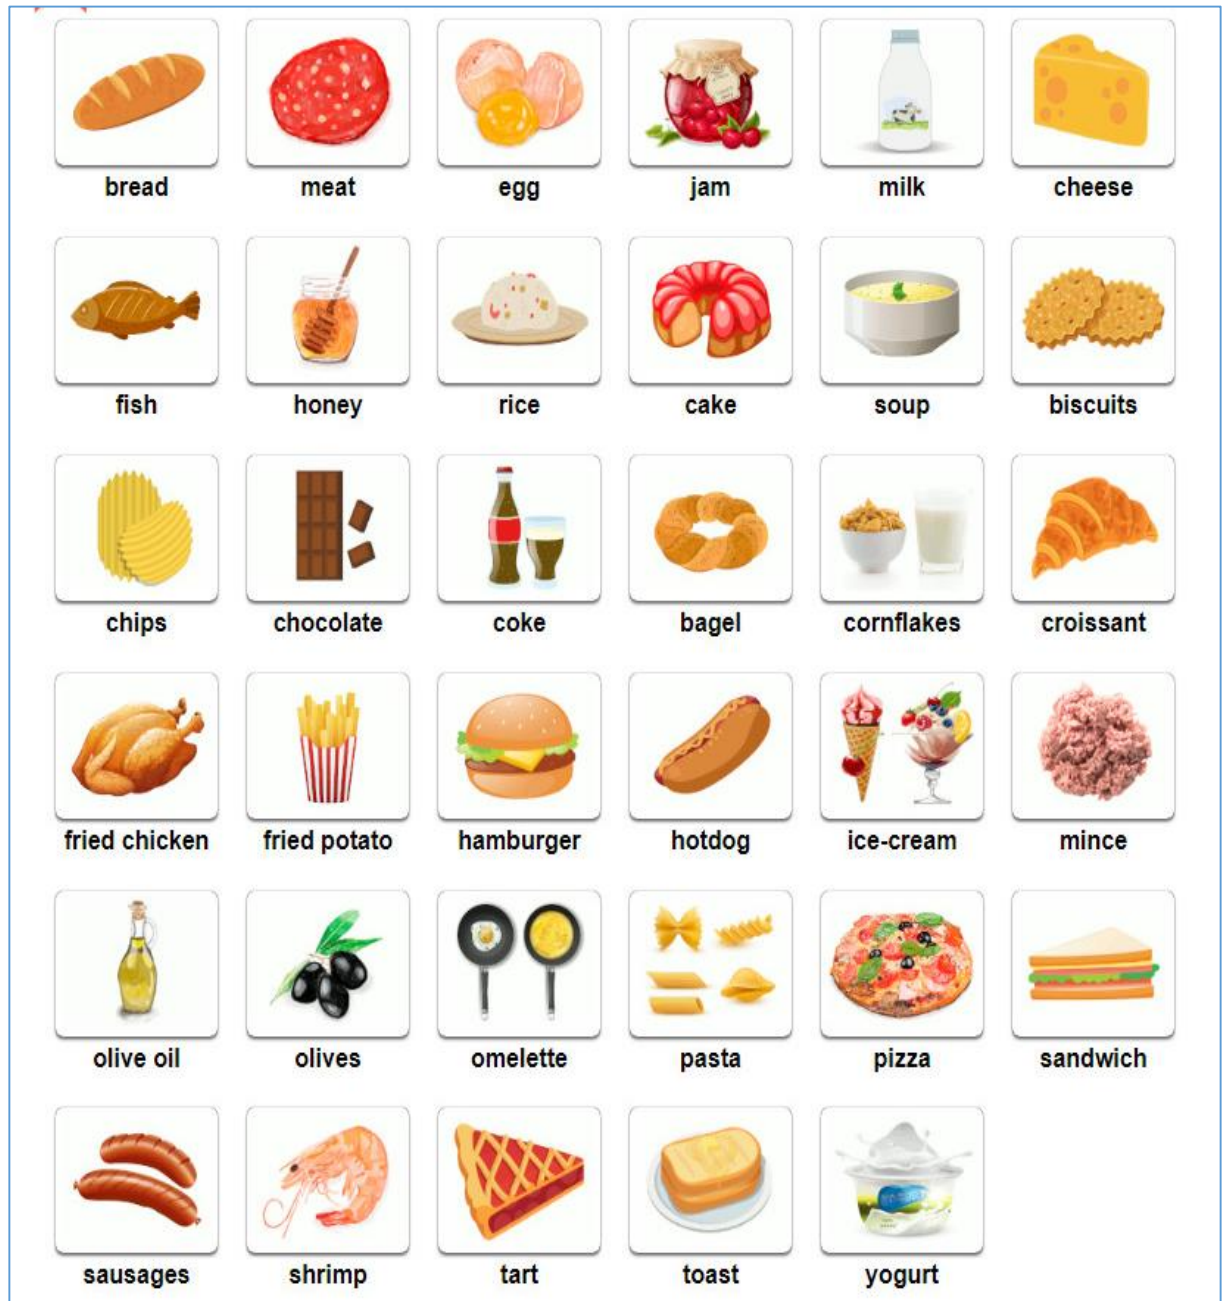 bread meat egg jam milk cheese
fish honey rice cake soup biscuits
chips chocolate coke bagel cornflakes croissant
fried chicken fried potato hamburger hotdog ice-cream mince
olive oil olives omelette pasta pizza sandwich
sausages shrimp tart toast yogurt